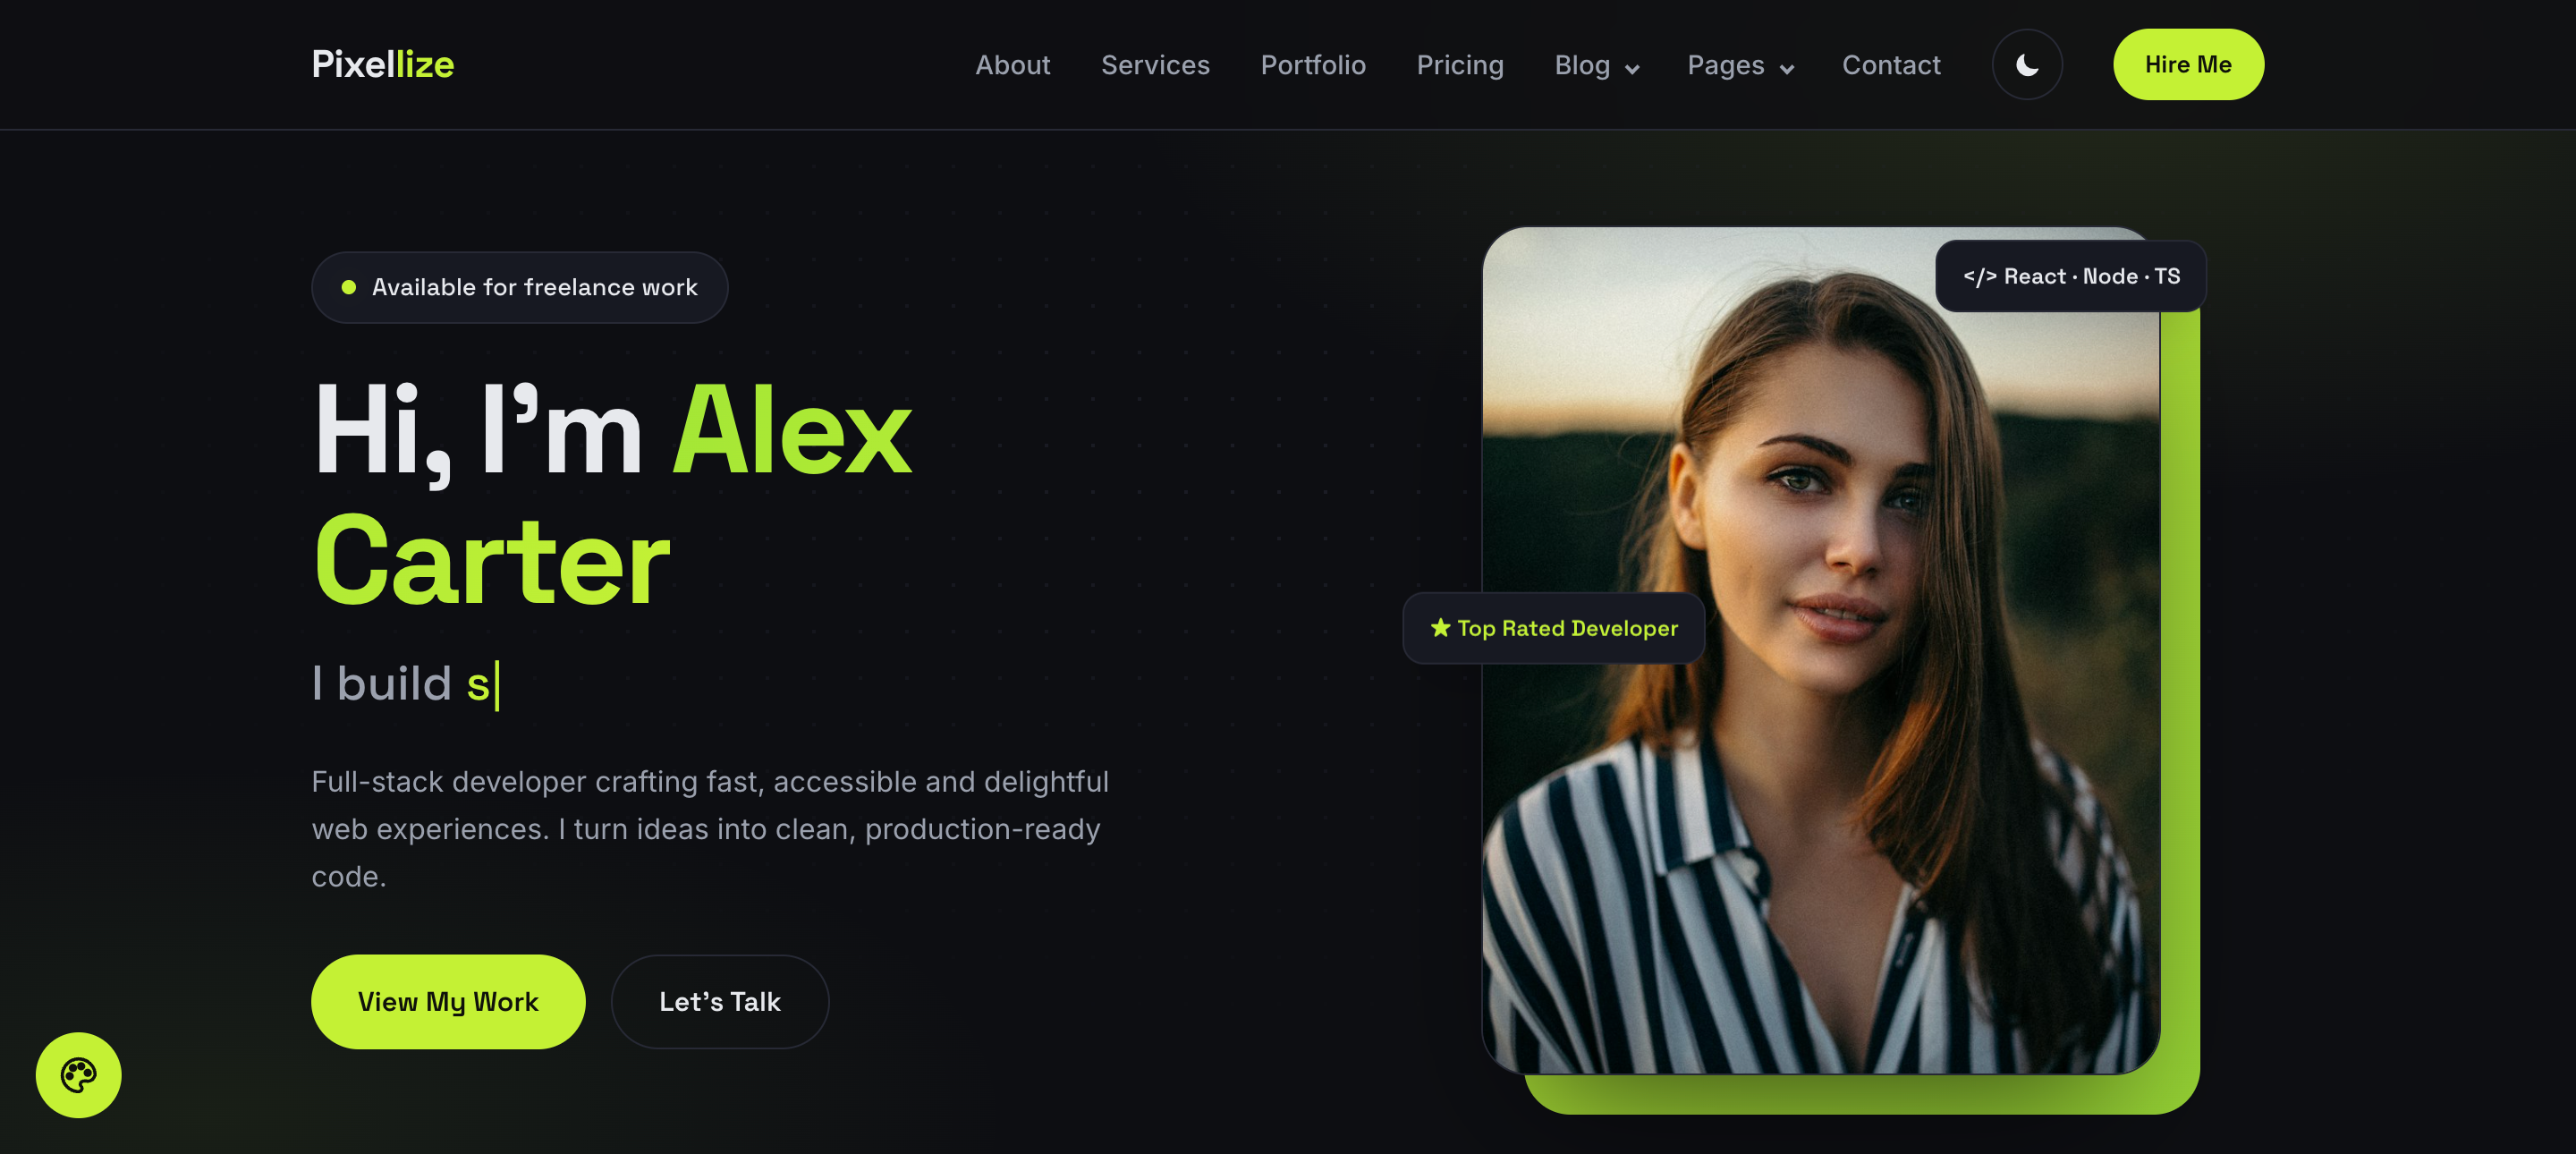 Pixellize
About Services Portfolio Pricing Blog Pages Contact Hire Me
Available for freelance work
</> React · Node · TS
Hi, I’m Alex
Carter
★ Top Rated Developer
I build s|
Full-stack developer crafting fast, accessible and delightful
web experiences. I turn ideas into clean, production-ready
code.
View My Work Let’s Talk